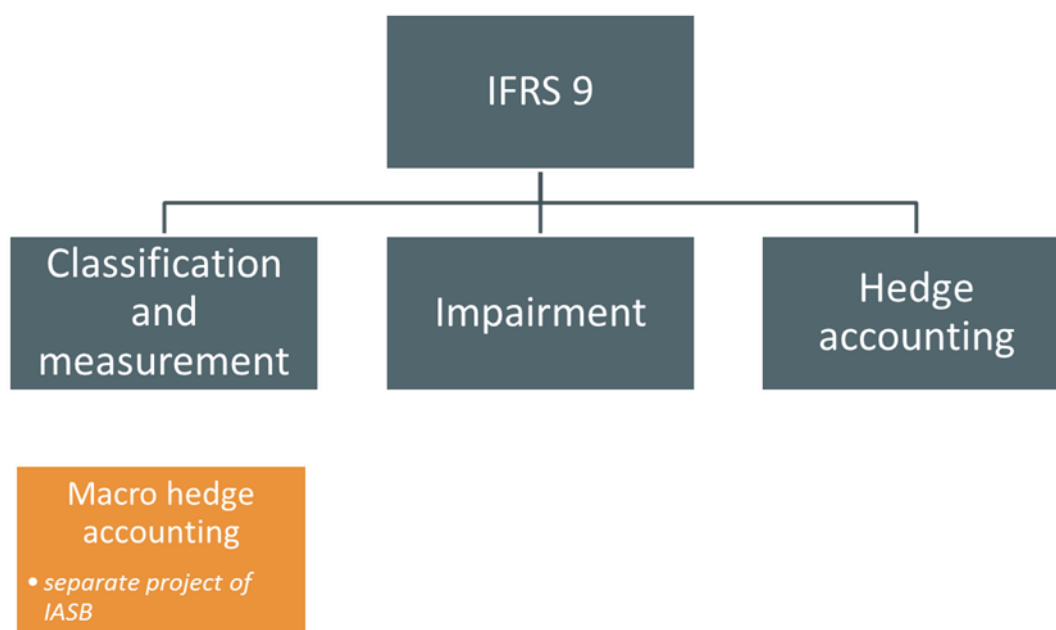 IFRS 9
Classification
and
measurement
Impairment
Hedge
accounting
Macro hedge
accounting
• separate project of
IASB